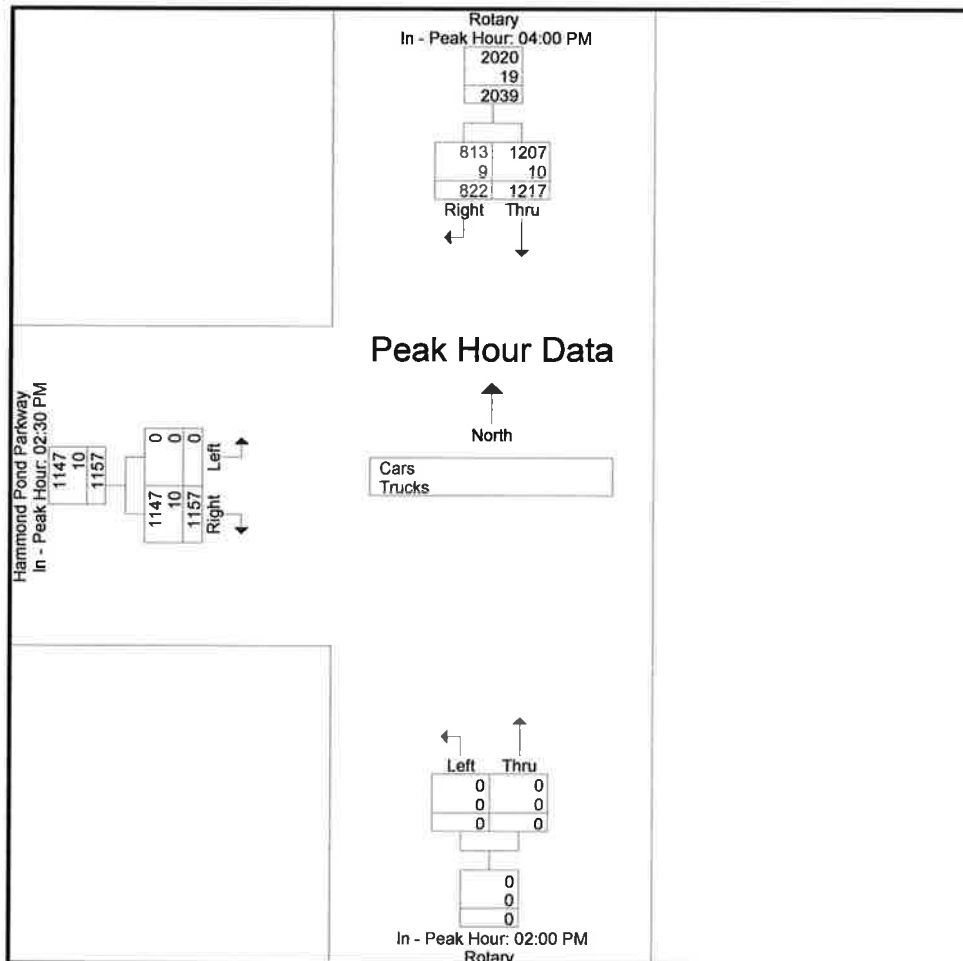 Rotary
In - Peak Hour: 04:00 PM
2020
19
2039
813 1207
9 10
822 1217
Right Thru
Peak Hour Data
North
Cars
Trucks
Hammond Pond Parkway
In - Peak Hour: 02:30 PM
1147
10
1157
0 0 0
Left
1147
10
1157
Right
Left Thru
0 0
0 0
0 0
0
0
0
In - Peak Hour: 02:00 PM
Rotary